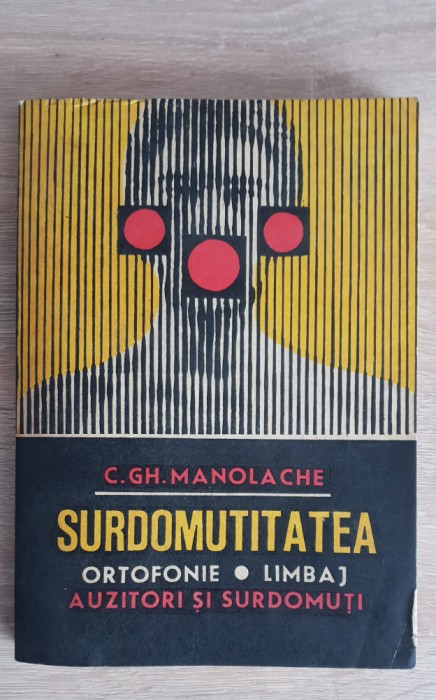 C.GH.MANOLACHE
SURDOMUTITATEA
ORTOFONIE • LIMBAJ
AUZITORI ȘI SURDOMUȚI